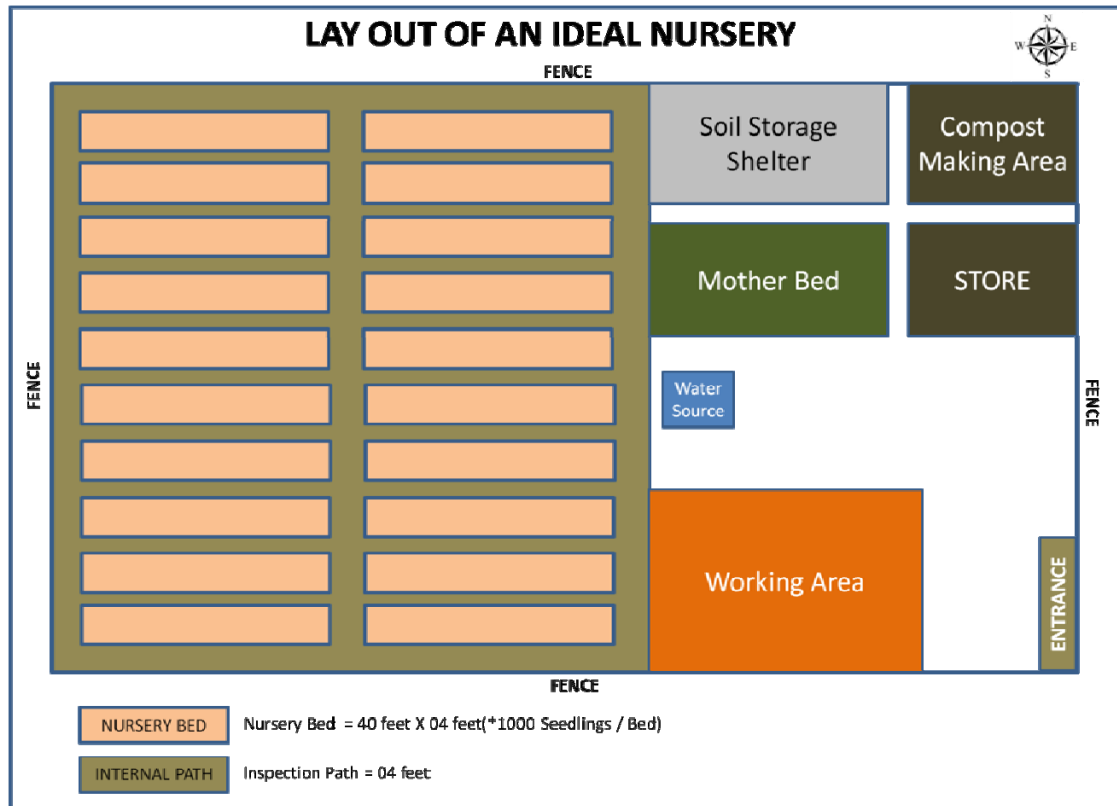 LAY OUT OF AN IDEAL NURSERY
N
W E
S
FENCE
Soil Storage
Shelter
Compost
Making Area
Mother Bed
STORE
FENCE
Water
Source
FENCE
Working Area
ENTRANCE
FENCE
NURSERY BED Nursery Bed = 40 feet X 04 feet(*1000 Seedlings / Bed)
INTERNAL PATH Inspection Path = 04 feet